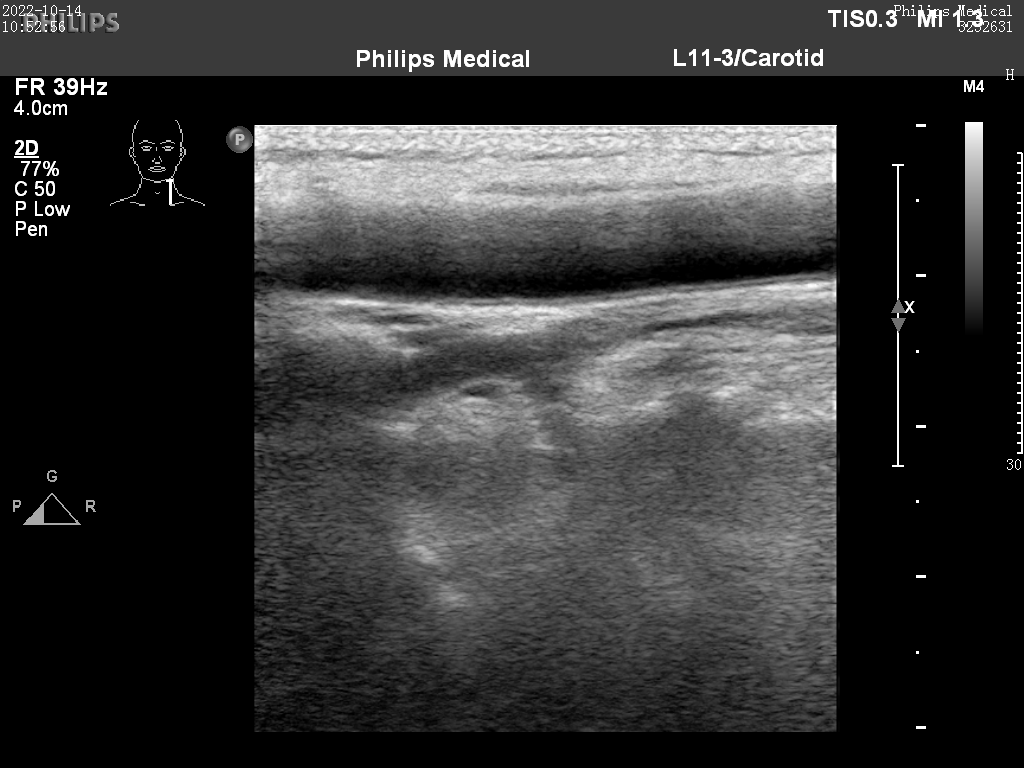 2022-10-14
10:52:56
PHILIPS
TIS0.3 MI 1.3
Philips Medical
3292631
Philips Medical
L11-3/Carotid
H
FR 39Hz
4.0cm
M4
2D
77%
C 50
P Low
Pen
P
X
30
G
P
R